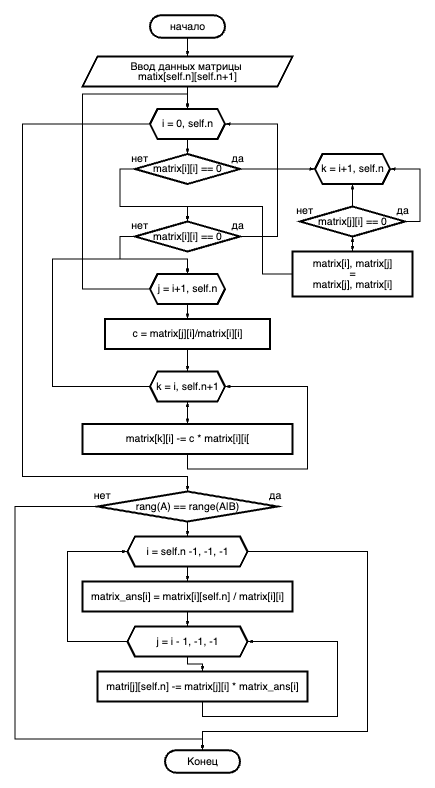 начало
Ввод данных матрицы
matix[self.n][self.n+1]
i = 0, self.n
нет
да
matrix[i][i] == 0
k = i+1, self.n
нет
да
matrix[i][i] == 0
нет
да
matrix[j][i] == 0
matrix[i], matrix[j]
=
matrix[j], matrix[i]
j = i+1, self.n
c = matrix[j][i]/matrix[i][i]
k = i, self.n+1
matrix[k][i] -= c * matrix[i][i[
нет
да
rang(A) == range(A|B)
i = self.n -1, -1, -1
matrix_ans[i] = matrix[i][self.n] / matrix[i][i]
j = i - 1, -1, -1
matri[j][self.n] -= matrix[j][i] * matrix_ans[i]
Конец